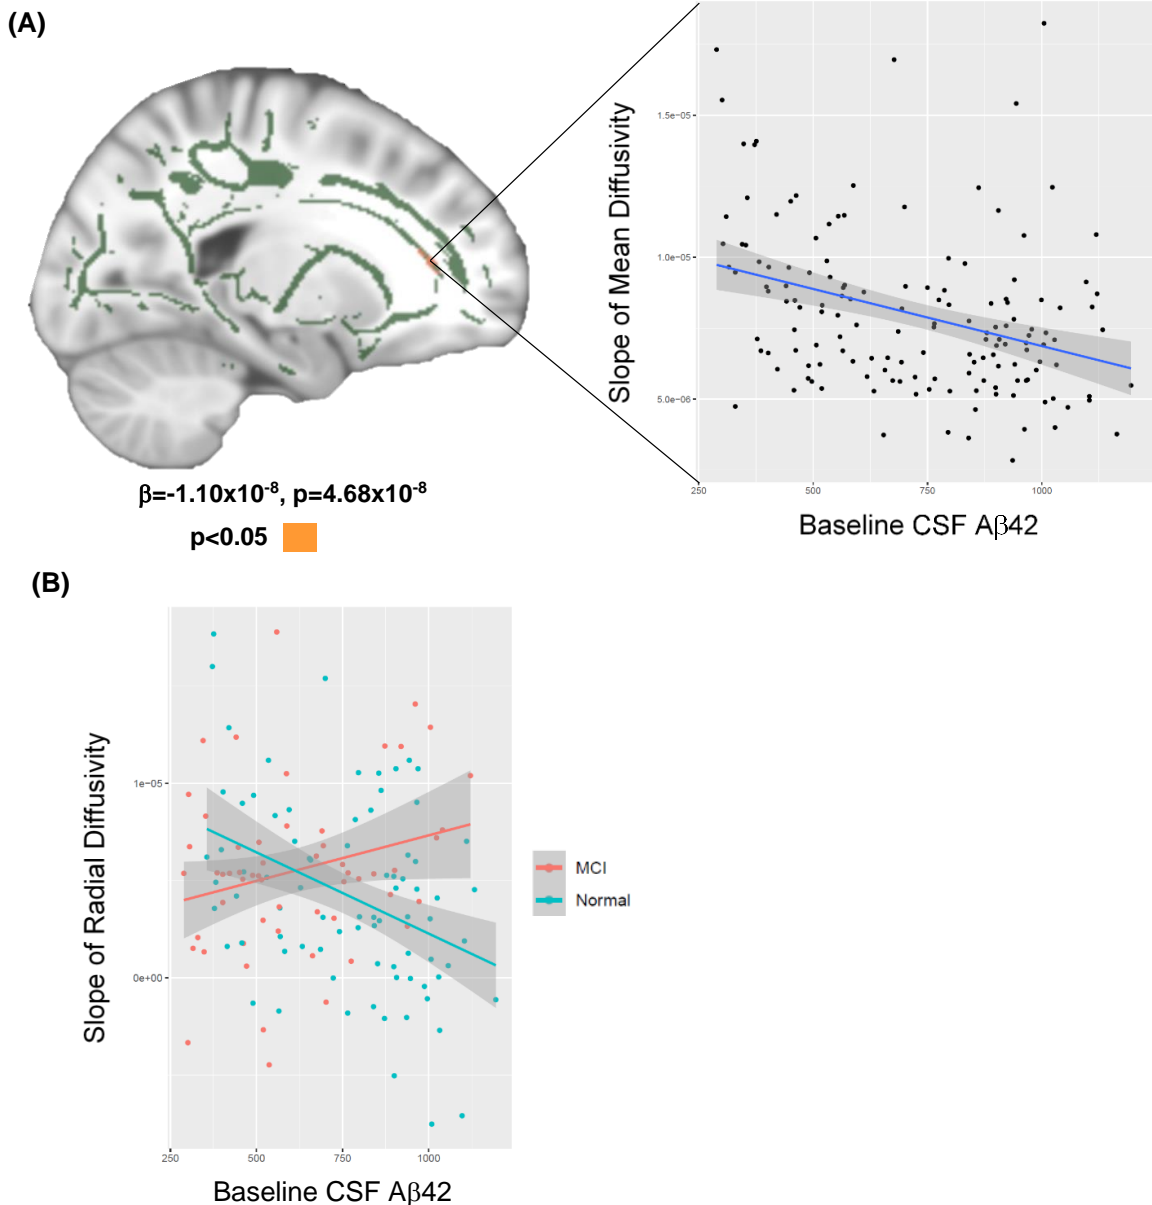 (A)
Slope of Mean Diffusivity
1.5e−05
1.0e−05
5.0e−06
250 500 750 1000
Baseline CSF Aβ42
β=-1.10x10-8, p=4.68x10-8
p<0.05
(B)
Slope of Radial Diffusivity
1e−05
0e+00
250 500 750 1000
Baseline CSF Aβ42
MCI
Normal